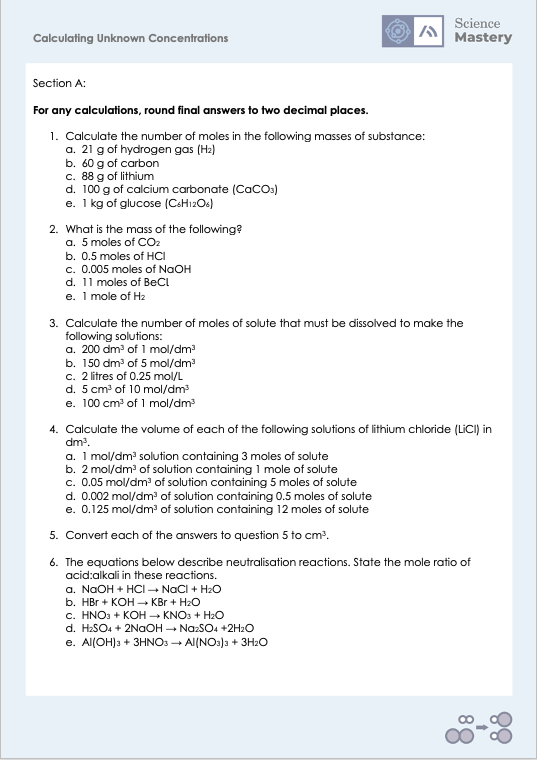 Calculating Unknown Concentrations
Science
Mastery
Section A:
For any calculations, round final answers to two decimal places.
1. Calculate the number of moles in the following masses of substance:
a. 21 g of hydrogen gas (H₂)
b. 60 g of carbon
c. 88 g of lithium
d. 100 g of calcium carbonate (CaCO₃)
e. 1 kg of glucose (C₆H₁₂O₆)
2. What is the mass of the following?
a. 5 moles of CO₂
b. 0.5 moles of HCl
c. 0.005 moles of NaOH
d. 11 moles of BeCl
e. 1 mole of H₂
3. Calculate the number of moles of solute that must be dissolved to make the
following solutions:
a. 200 dm³ of 1 mol/dm³
b. 150 dm³ of 5 mol/dm³
c. 2 litres of 0.25 mol/L
d. 5 cm³ of 10 mol/dm³
e. 100 cm³ of 1 mol/dm³
4. Calculate the volume of each of the following solutions of lithium chloride (LiCl) in
dm³.
a. 1 mol/dm³ solution containing 3 moles of solute
b. 2 mol/dm³ of solution containing 1 mole of solute
c. 0.05 mol/dm³ of solution containing 5 moles of solute
d. 0.002 mol/dm³ of solution containing 0.5 moles of solute
e. 0.125 mol/dm³ of solution containing 12 moles of solute
5. Convert each of the answers to question 5 to cm³.
6. The equations below describe neutralisation reactions. State the mole ratio of
acid:alkali in these reactions.
a. NaOH + HCl → NaCl + H₂O
b. HBr + KOH → KBr + H₂O
c. HNO₃ + KOH → KNO₃ + H₂O
d. H₂SO₄ + 2NaOH → Na₂SO₄ +2H₂O
e. Al(OH)₃ + 3HNO₃ → Al(NO₃)₃ + 3H₂O